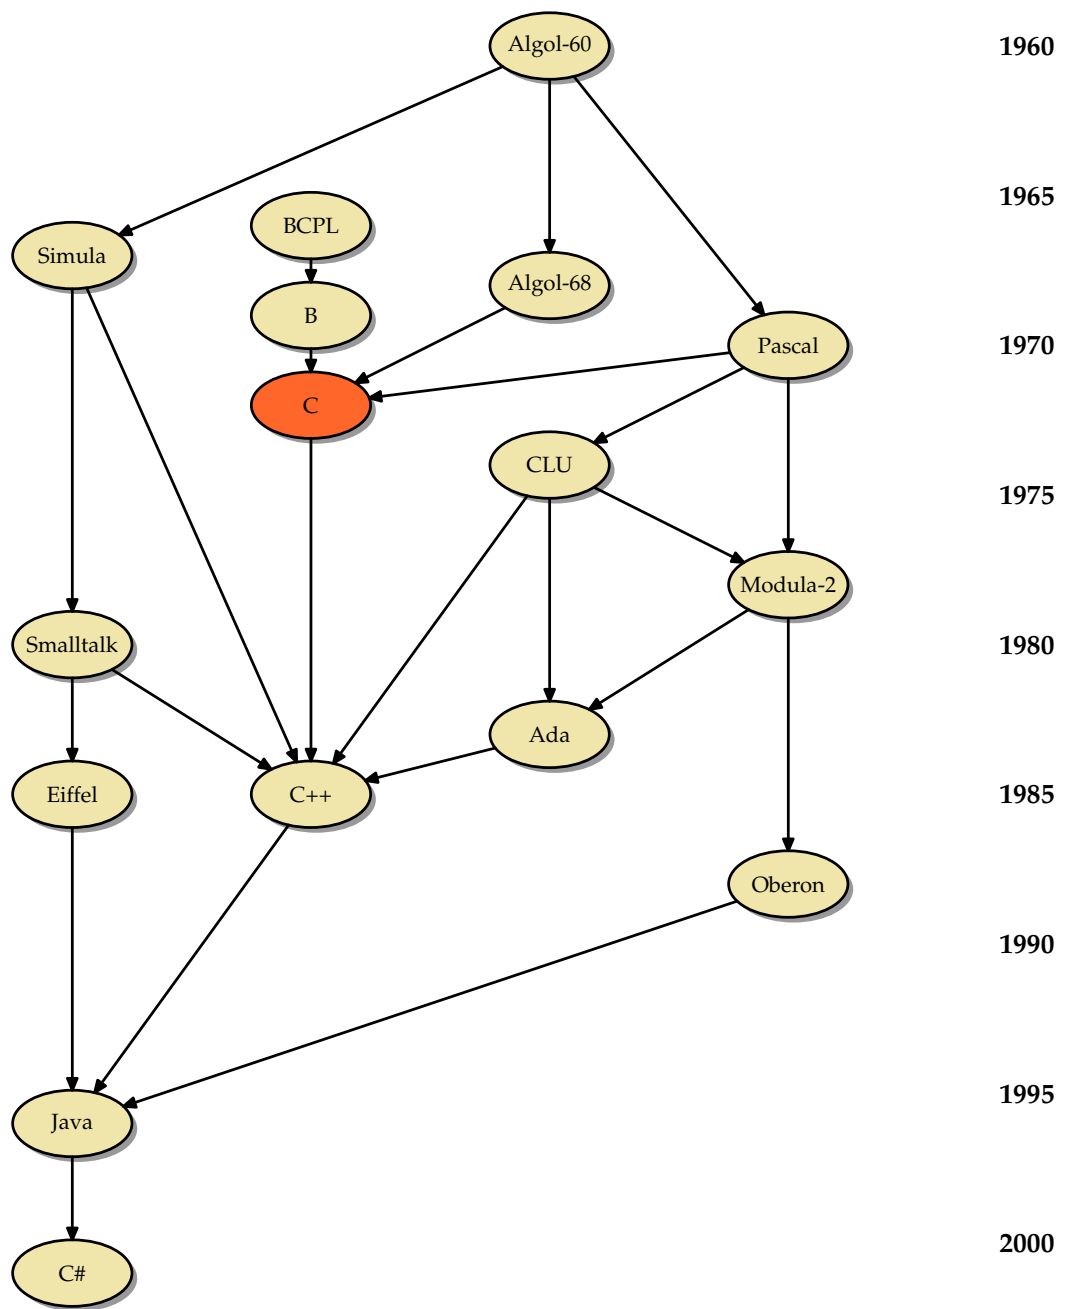 Algol-60
1960
1965
BCPL
Simula
Algol-68
B
Pascal
1970
C
CLU
1975
Modula-2
Smalltalk
1980
Ada
Eiffel
C++
1985
Oberon
1990
1995
Java
2000
C#